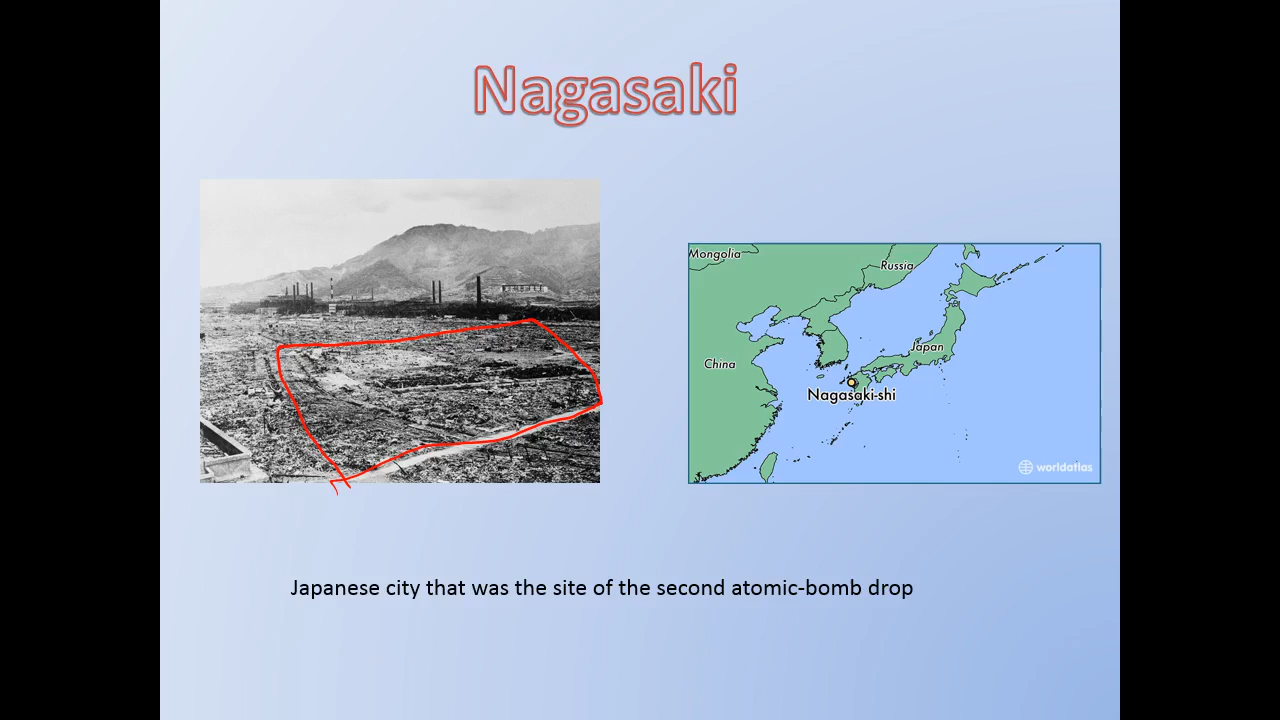 Nagasaki
Mongolia
Russia
Japan
China
Nagasaki-shi
worldatlas
Japanese city that was the site of the second atomic-bomb drop